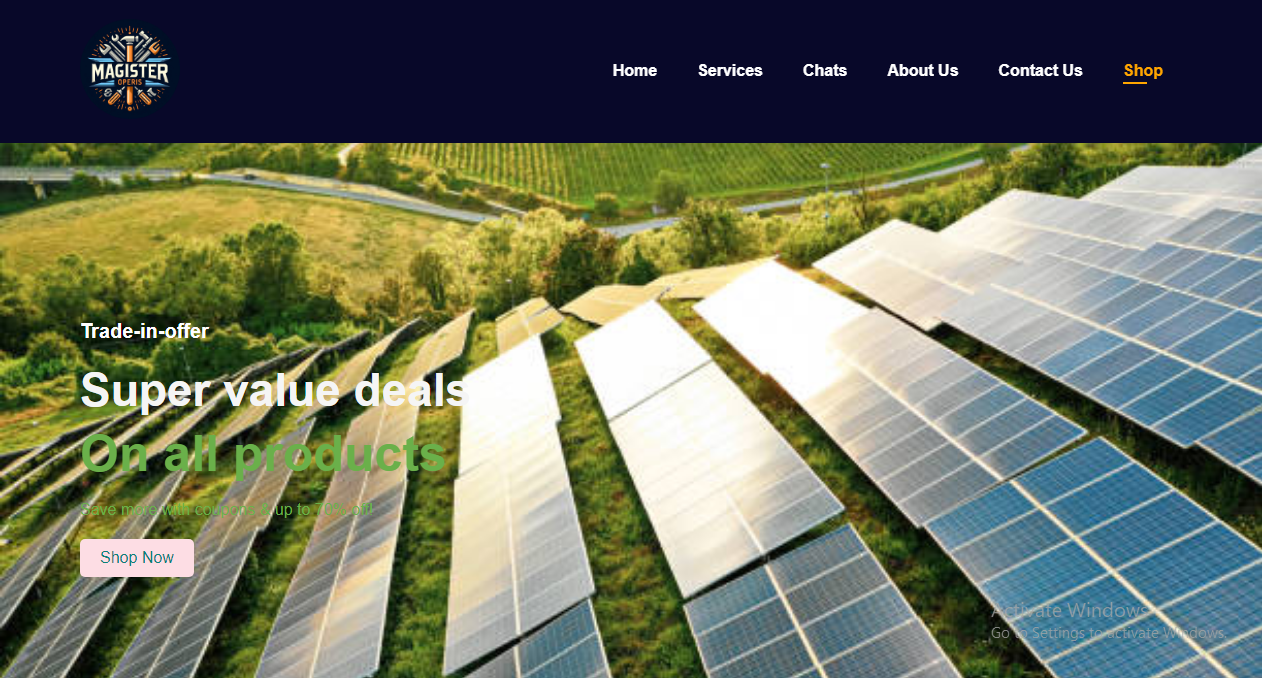 MAGISTER
OPERIS
Home Services Chats About Us Contact Us Shop
Trade-in-offer
Super value deals
On all products
Save more with coupons & up to 70% off!
Shop Now
Activate Windows
Go to Settings to activate Windows.